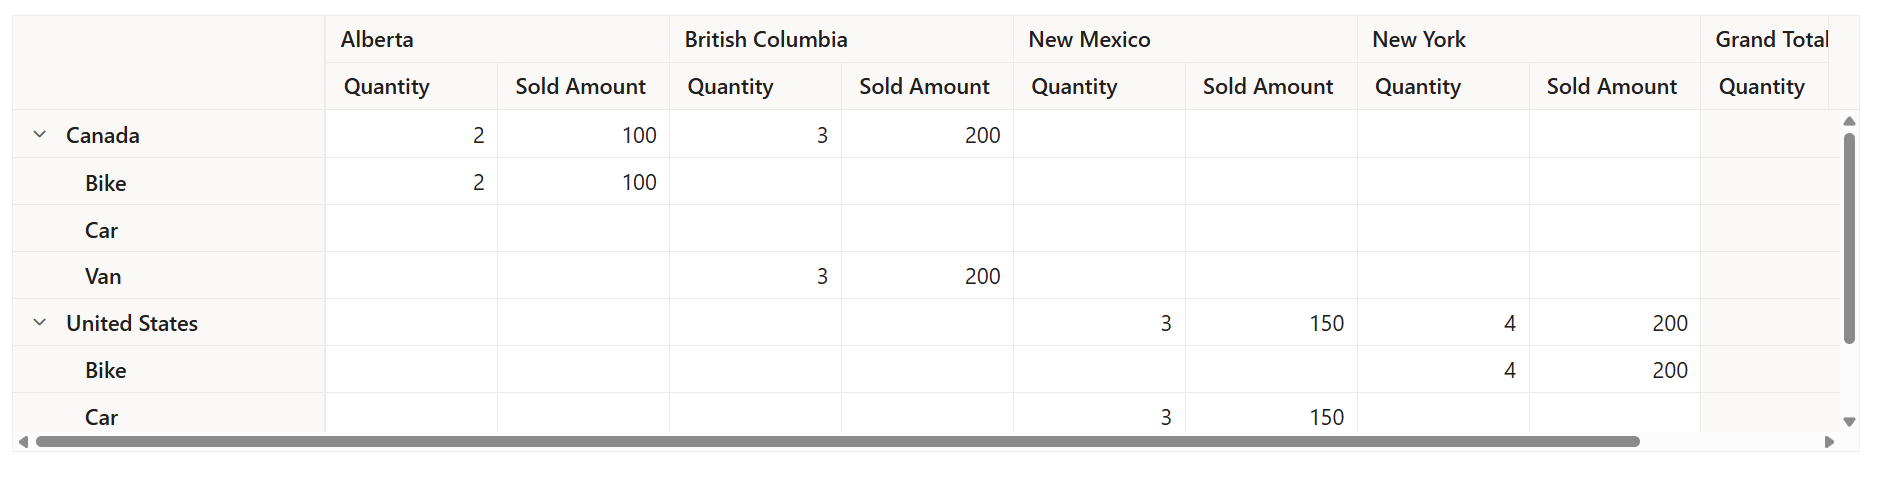 Alberta British Columbia New Mexico New York Grand Total
Quantity Sold Amount Quantity Sold Amount Quantity Sold Amount Quantity Sold Amount Quantity
Canada 2 100 3 200
Bike 2 100
Car
Van 3 200
United States 3 150 4 200
Bike 4 200
Car 3 150